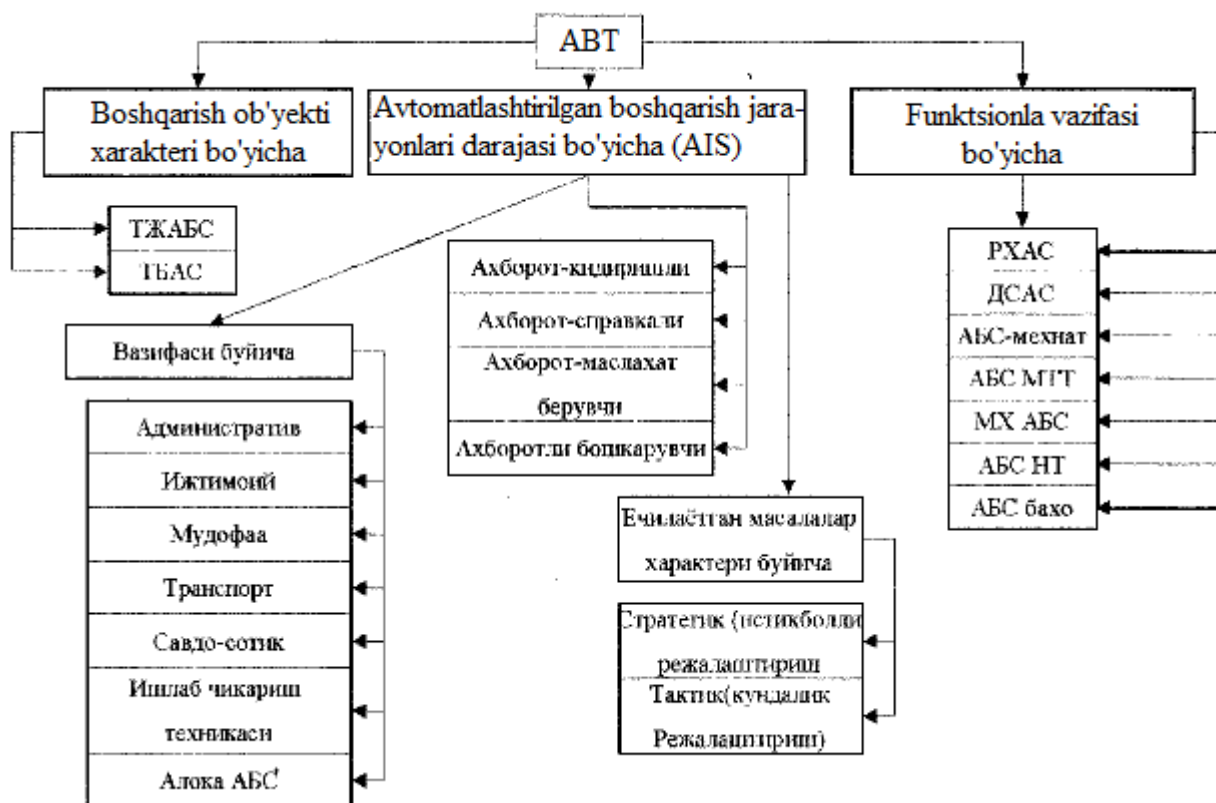 ABT
Boshqarish ob'yekti
xarakteri bo'yicha
Avtomatlashtirilgan boshqarish jara-
yonlari darajasi bo'yicha (AIS)
Funktsionla vazifasi
bo'yicha
ТЖАБС
ТБАС
Вазифаси буйича
Административ
Ижтимоий
Мудофаа
Транспорт
Савдо-сотик
Ишлаб чикариш
техникаси
Алока АБС
Ахборот-кидиришли
Ахборот-справкали
Ахборот-маслахат
берувчи
Ахборотли бошкарувчи
Ечилаётган масалалар
характери буйича
Стратегик (истикболли
режалаштириш
Тактик(кундалик
Режалаштириш)
РХАС
ДСАС
АБС-мехнат
АБС МТТ
МХ АБС
АБС НТ
АБС бахо